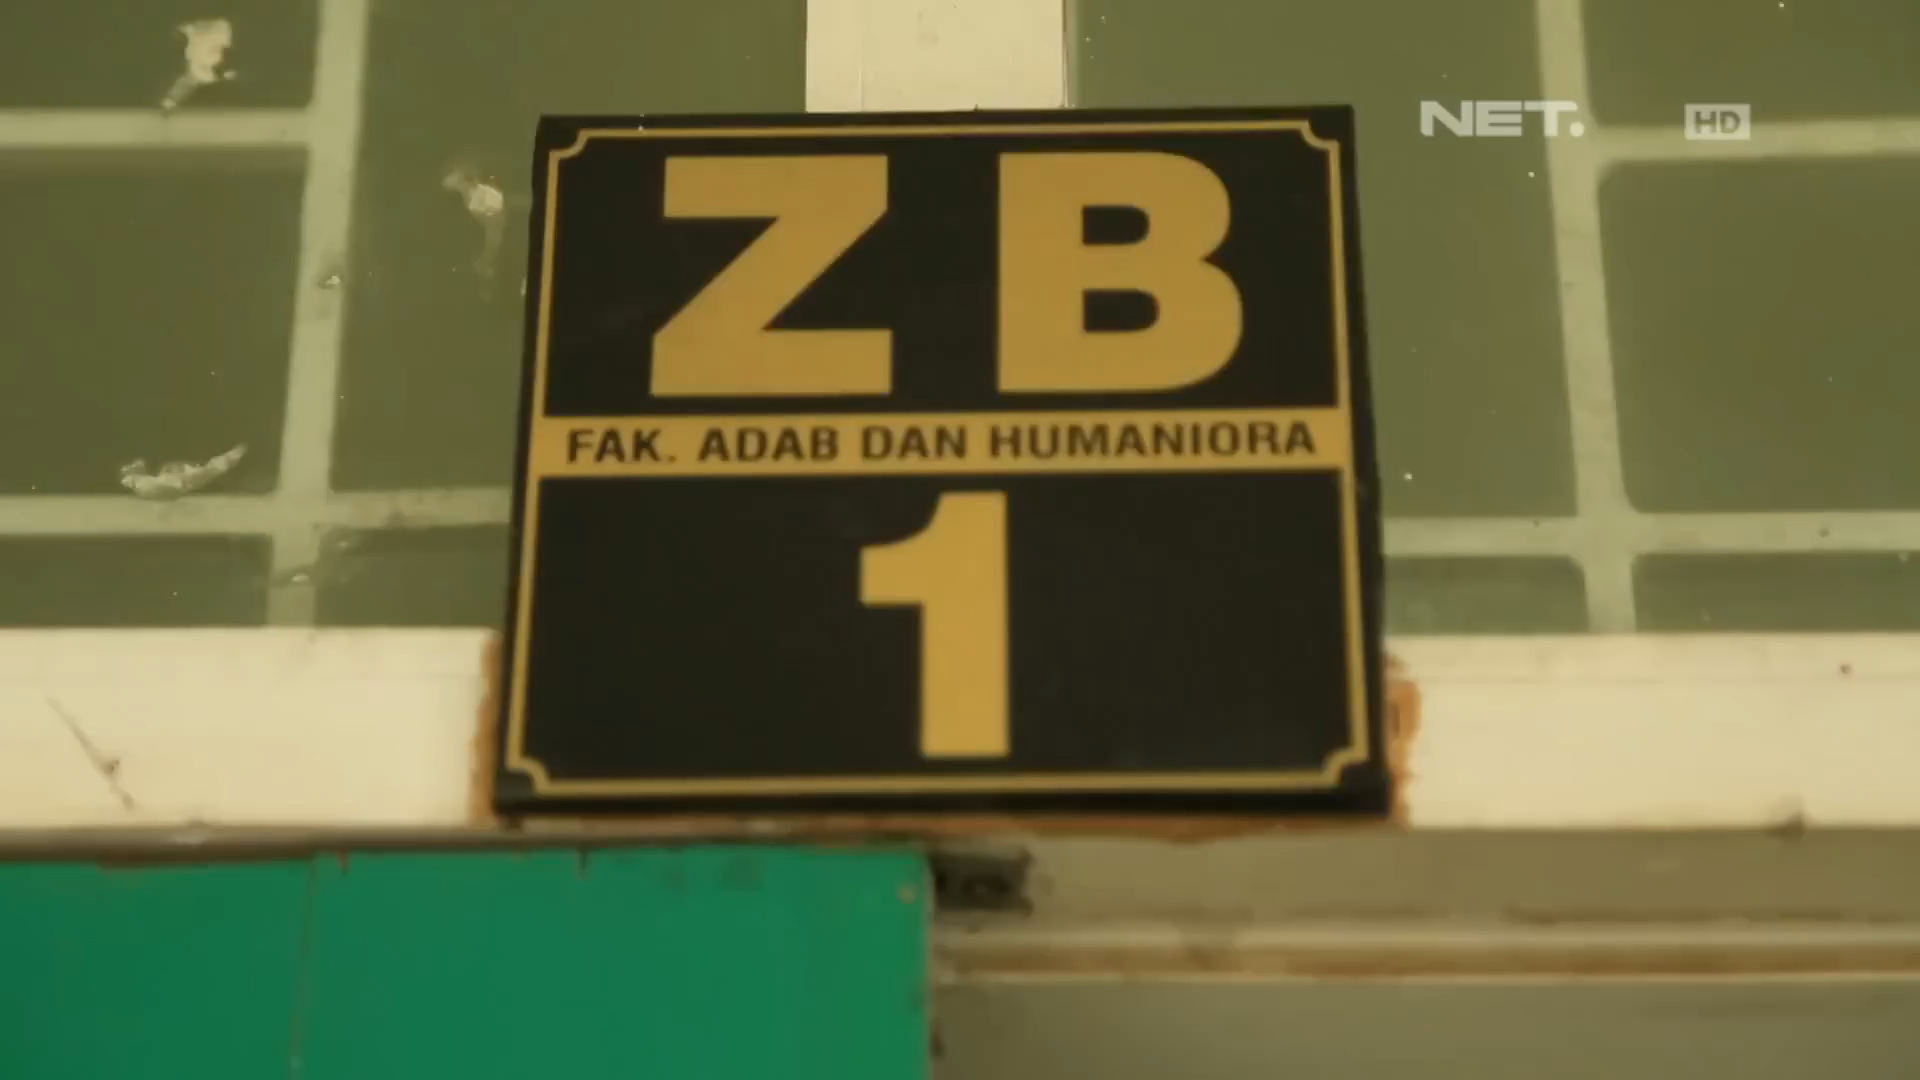 NET.
HD
ZB
FAK. ADAB DAN HUMANIORA
1